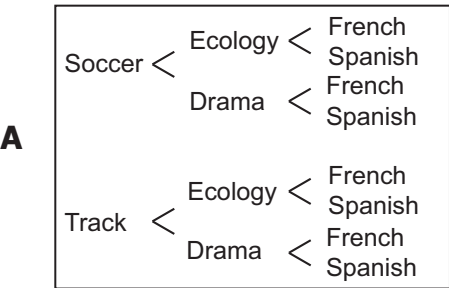 A
Soccer < Ecology < French
Spanish
Drama < French
Spanish
Track < Ecology < French
Spanish
Drama < French
Spanish